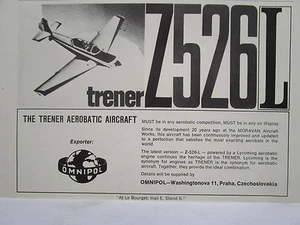 trener Z526L
THE TRENER AEROBATIC AIRCRAFT
Exporter:
OMNIPOL
MUST be in any aerobatic competition, MUST be in any air display.
Since its development 20 years ago at the MORAVAN Aircraft
Works, this aircraft has been continuously improved and updated
to a perfection that satisfies the most exacting aerobats in the
world.
The latest version — Z-526-L — powered by a Lycoming aerobatic
engine continues the heritage of the TRENER. Lycoming is the
synonym for engines as TRENER is the synonym for aerobatic
aircraft. Together, they provide the ideal combination.
Details will be supplied by
OMNIPOL—Washingtonova 11, Praha, Czechoslovakia
"At Le Bourget: Hall E, Stand 6."